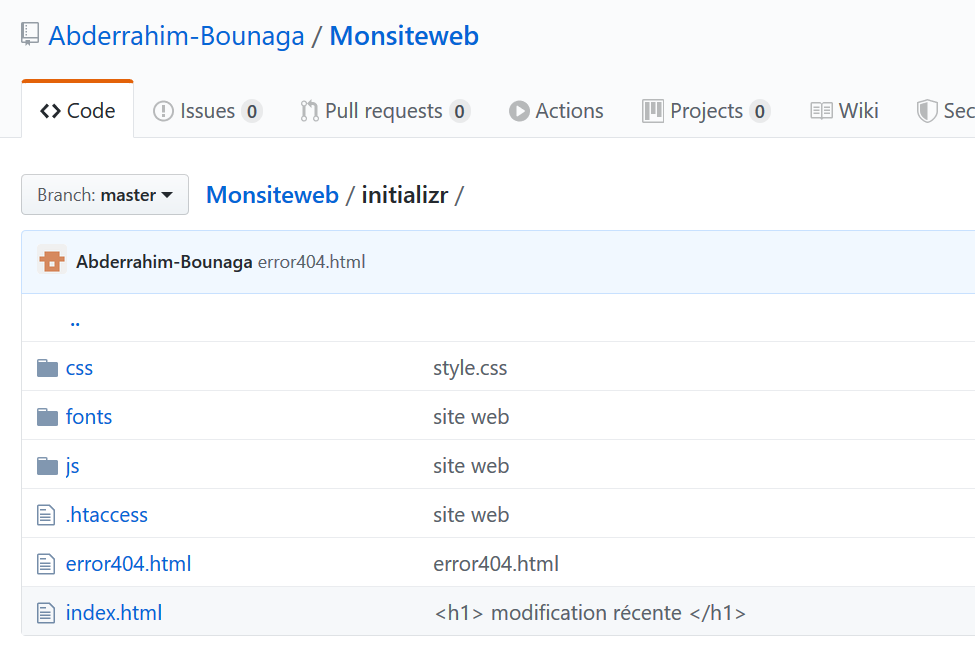 Abderrahim-Bounaga / Monsiteweb
Code Issues 0 Pull requests 0 Actions Projects 0 Wiki Sec
Branch: master Monsiteweb / initializr /
Abderrahim-Bounaga error404.html
..
css style.css
fonts site web
js site web
.htaccess site web
error404.html error404.html
index.html <h1> modification récente </h1>